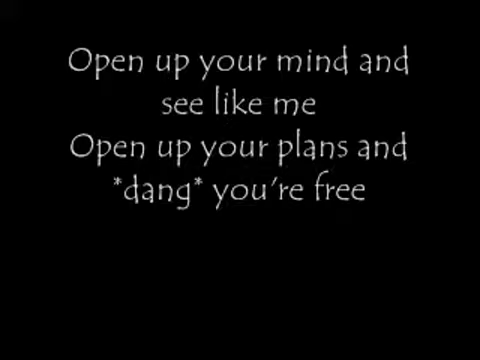 Open up your mind and
see like me
Open up your plans and
*dang* you're free